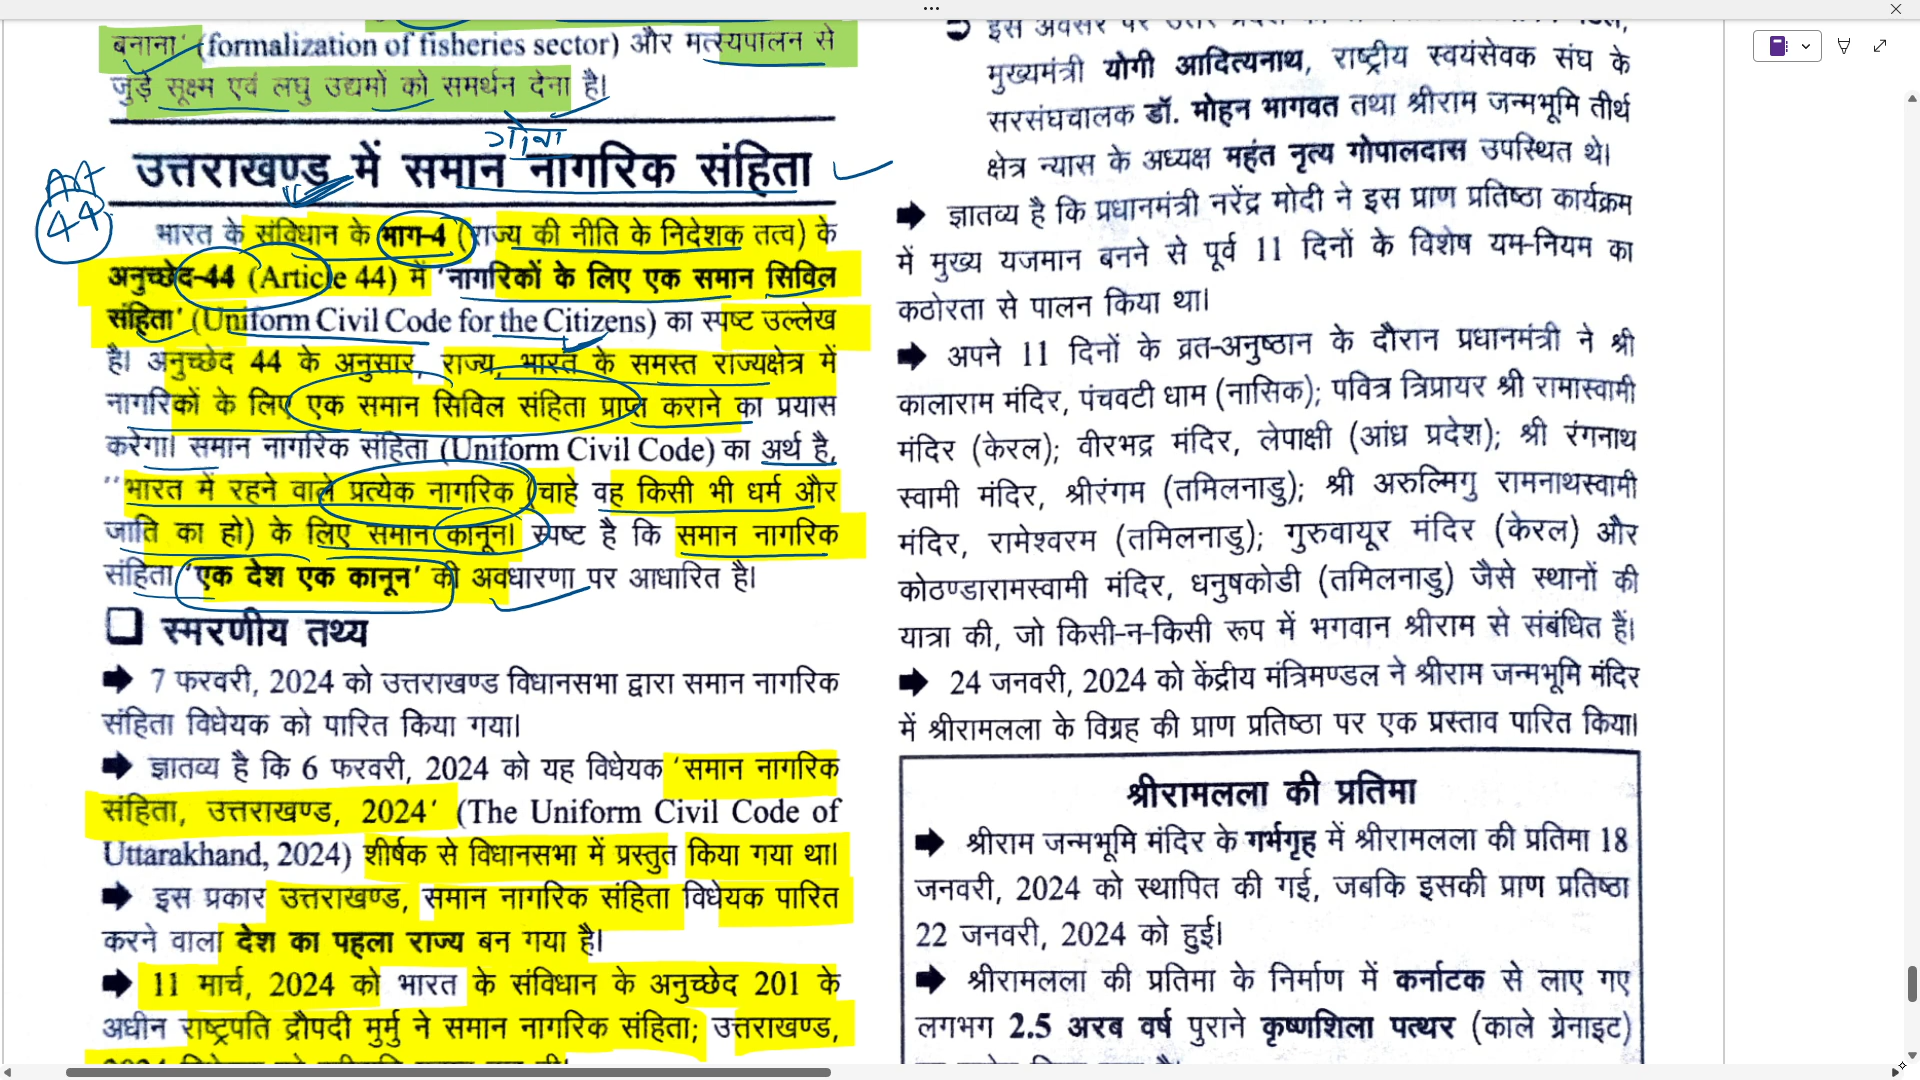 बनाना' (formalization of fisheries sector) और मत्स्यपालन से
जुड़े सूक्ष्म एवं लघु उद्यमों को समर्थन देना है।
गोवा
उत्तराखण्ड में समान नागरिक संहिता
Art
44
भारत के संविधान के भाग-4 (राज्य की नीति के निदेशक तत्व) के
अनुच्छेद-44 (Article 44) में 'नागरिकों के लिए एक समान सिविल
संहिता' (Uniform Civil Code for the Citizens) का स्पष्ट उल्लेख
है। अनुच्छेद 44 के अनुसार, राज्य, भारत के समस्त राज्यक्षेत्र में
नागरिकों के लिए एक समान सिविल संहिता प्राप्त कराने का प्रयास
करेगा। समान नागरिक संहिता (Uniform Civil Code) का अर्थ है,
''भारत में रहने वाले प्रत्येक नागरिक (चाहे वह किसी भी धर्म और
जाति का हो) के लिए समान कानून। स्पष्ट है कि समान नागरिक
संहिता 'एक देश एक कानून' की अवधारणा पर आधारित है।
स्मरणीय तथ्य
➡ 7 फरवरी, 2024 को उत्तराखण्ड विधानसभा द्वारा समान नागरिक
संहिता विधेयक को पारित किया गया।
➡ ज्ञातव्य है कि 6 फरवरी, 2024 को यह विधेयक 'समान नागरिक
संहिता, उत्तराखण्ड, 2024' (The Uniform Civil Code of
Uttarakhand, 2024) शीर्षक से विधानसभा में प्रस्तुत किया गया था।
➡ इस प्रकार उत्तराखण्ड, समान नागरिक संहिता विधेयक पारित
करने वाला देश का पहला राज्य बन गया है।
➡ 11 मार्च, 2024 को भारत के संविधान के अनुच्छेद 201 के
अधीन राष्ट्रपति द्रौपदी मुर्मु ने समान नागरिक संहिता; उत्तराखण्ड,
इस अवसर पर उत्तर प्रदेश
मुख्यमंत्री योगी आदित्यनाथ, राष्ट्रीय स्वयंसेवक संघ के
सरसंघचालक डॉ. मोहन भागवत तथा श्रीराम जन्मभूमि तीर्थ
क्षेत्र न्यास के अध्यक्ष महंत नृत्य गोपालदास उपस्थित थे।
➡ ज्ञातव्य है कि प्रधानमंत्री नरेंद्र मोदी ने इस प्राण प्रतिष्ठा कार्यक्रम
में मुख्य यजमान बनने से पूर्व 11 दिनों के विशेष यम-नियम का
कठोरता से पालन किया था।
➡ अपने 11 दिनों के व्रत-अनुष्ठान के दौरान प्रधानमंत्री ने श्री
कालाराम मंदिर, पंचवटी धाम (नासिक); पवित्र त्रिप्रायर श्री रामास्वामी
मंदिर (केरल); वीरभद्र मंदिर, लेपाक्षी (आंध्र प्रदेश); श्री रंगनाथ
स्वामी मंदिर, श्रीरंगम (तमिलनाडु); श्री अरुल्मिगु रामनाथस्वामी
मंदिर, रामेश्वरम (तमिलनाडु); गुरुवायूर मंदिर (केरल) और
कोठण्डारामस्वामी मंदिर, धनुषकोडी (तमिलनाडु) जैसे स्थानों की
यात्रा की, जो किसी-न-किसी रूप में भगवान श्रीराम से संबंधित हैं।
➡ 24 जनवरी, 2024 को केंद्रीय मंत्रिमण्डल ने श्रीराम जन्मभूमि मंदिर
में श्रीरामलला के विग्रह की प्राण प्रतिष्ठा पर एक प्रस्ताव पारित किया।
श्रीरामलला की प्रतिमा
➡ श्रीराम जन्मभूमि मंदिर के गर्भगृह में श्रीरामलला की प्रतिमा 18
जनवरी, 2024 को स्थापित की गई, जबकि इसकी प्राण प्रतिष्ठा
22 जनवरी, 2024 को हुई।
➡ श्रीरामलला की प्रतिमा के निर्माण में कर्नाटक से लाए गए
लगभग 2.5 अरब वर्ष पुराने कृष्णशिला पत्थर (काले ग्रेनाइट)